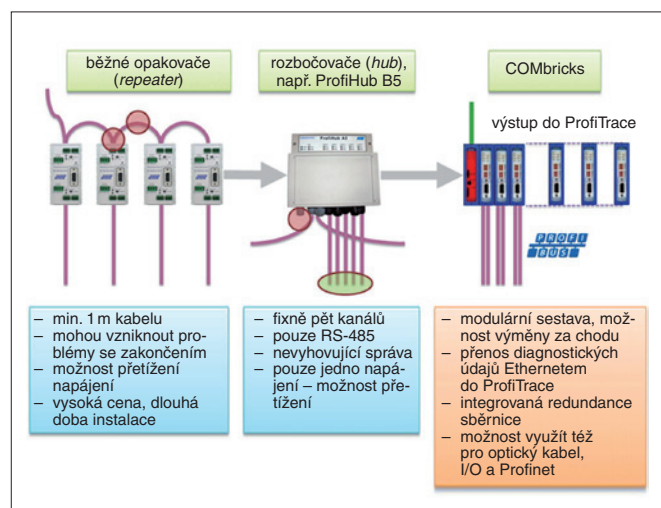 běžné opakovače
(repeater)
rozbočovače (hub),
např. ProfiHub B5
COMbricks
výstup do ProfiTrace
ProfiHub A5
PROFI
BUS
– min. 1 m kabelu
– mohou vzniknout pro-
blémy se zakončením
– možnost přetížení
napájení
– vysoká cena, dlouhá
doba instalace
– fixně pět kanálů
– pouze RS-485
– nevyhovující správa
– pouze jedno napá-
jení – možnost pře-
tížení
– modulární sestava, mož-
nost výměny za chodu
– přenos diagnostických
údajů Ethernetem
do ProfiTrace
– integrovaná redundance
sběrnice
– možnost využít též
pro optický kabel,
I/O a Profinet